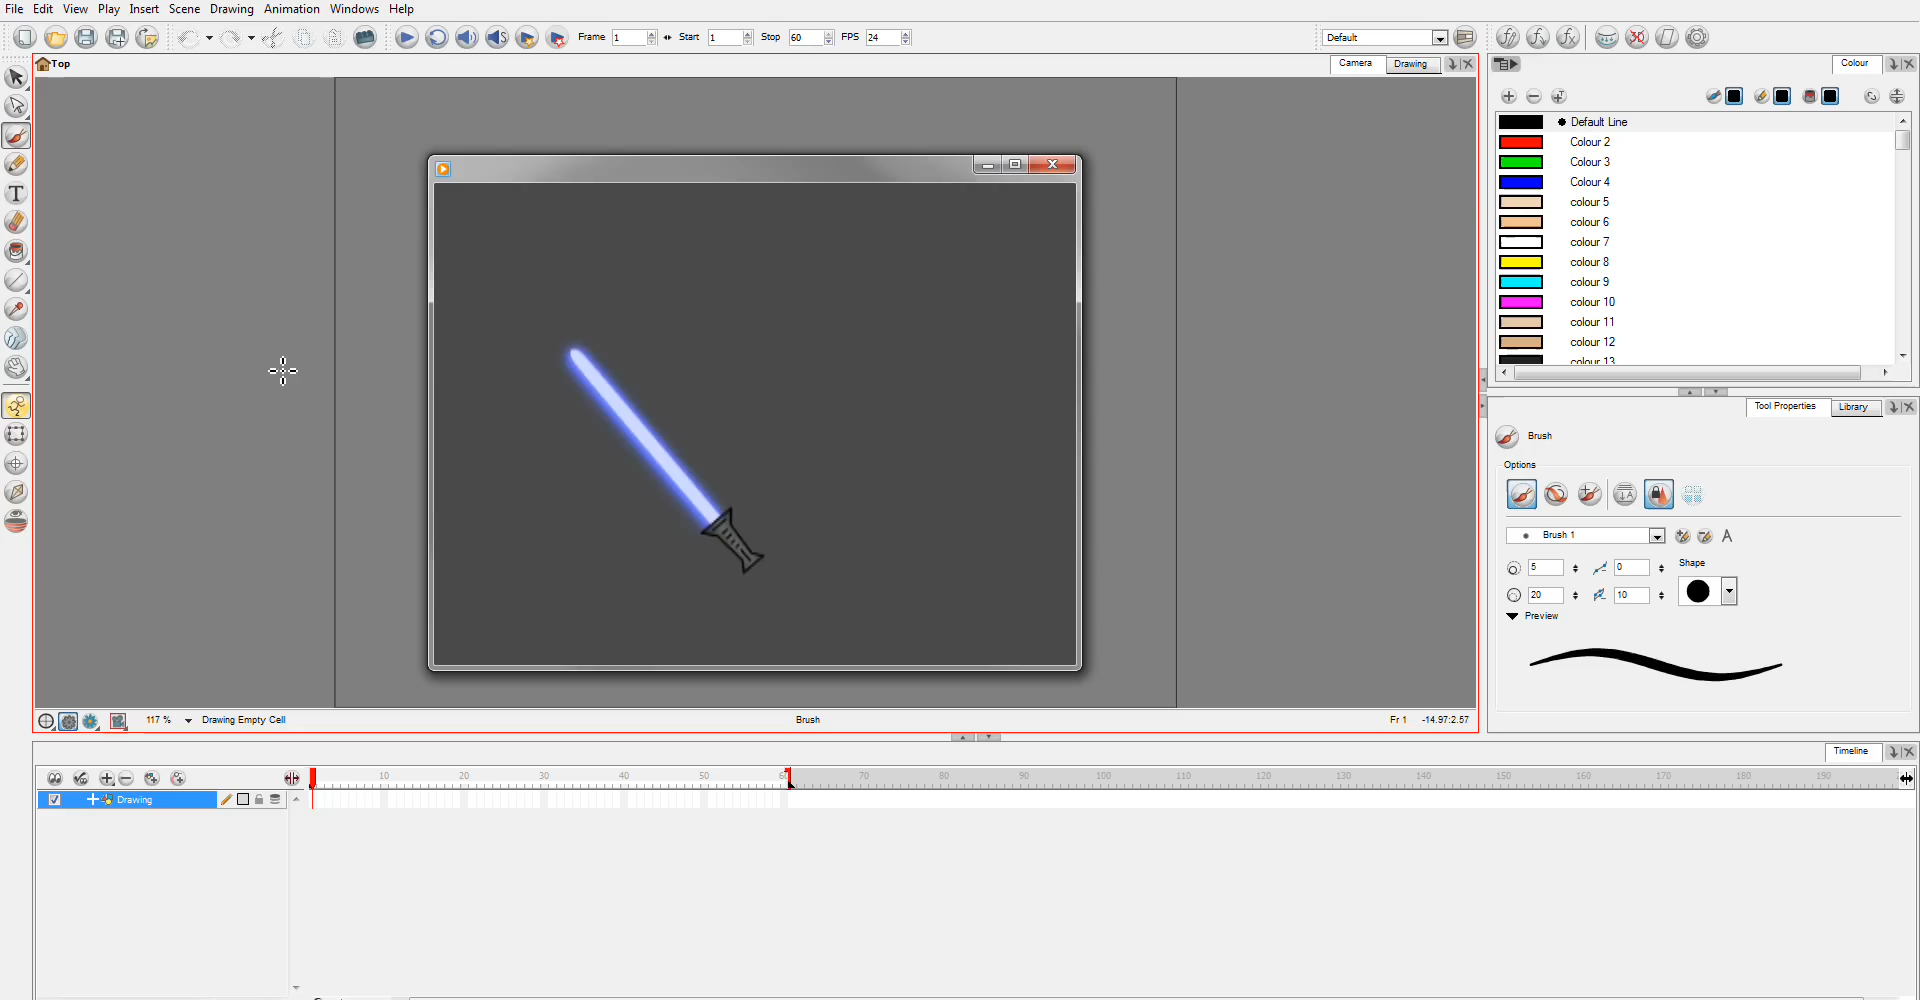 File Edit View Play Insert Scene Drawing Animation Windows Help
Frame 1 Start 1 Stop 60 FPS 24 Default
Top Camera Drawing
Colour
Default Line
Colour 2
Colour 3
Colour 4
colour 5
colour 6
colour 7
colour 8
colour 9
colour 10
colour 11
colour 12
colour 13
Tool Properties Library
Brush
Options
Brush 1
5 0 Shape
20 10
Preview
117 % Drawing Empty Cell Brush Fr 1 -14.97:2.57
Timeline
10 20 30 40 50 60 70 80 90 100 110 120 130 140 150 160 170 180 190
Drawing